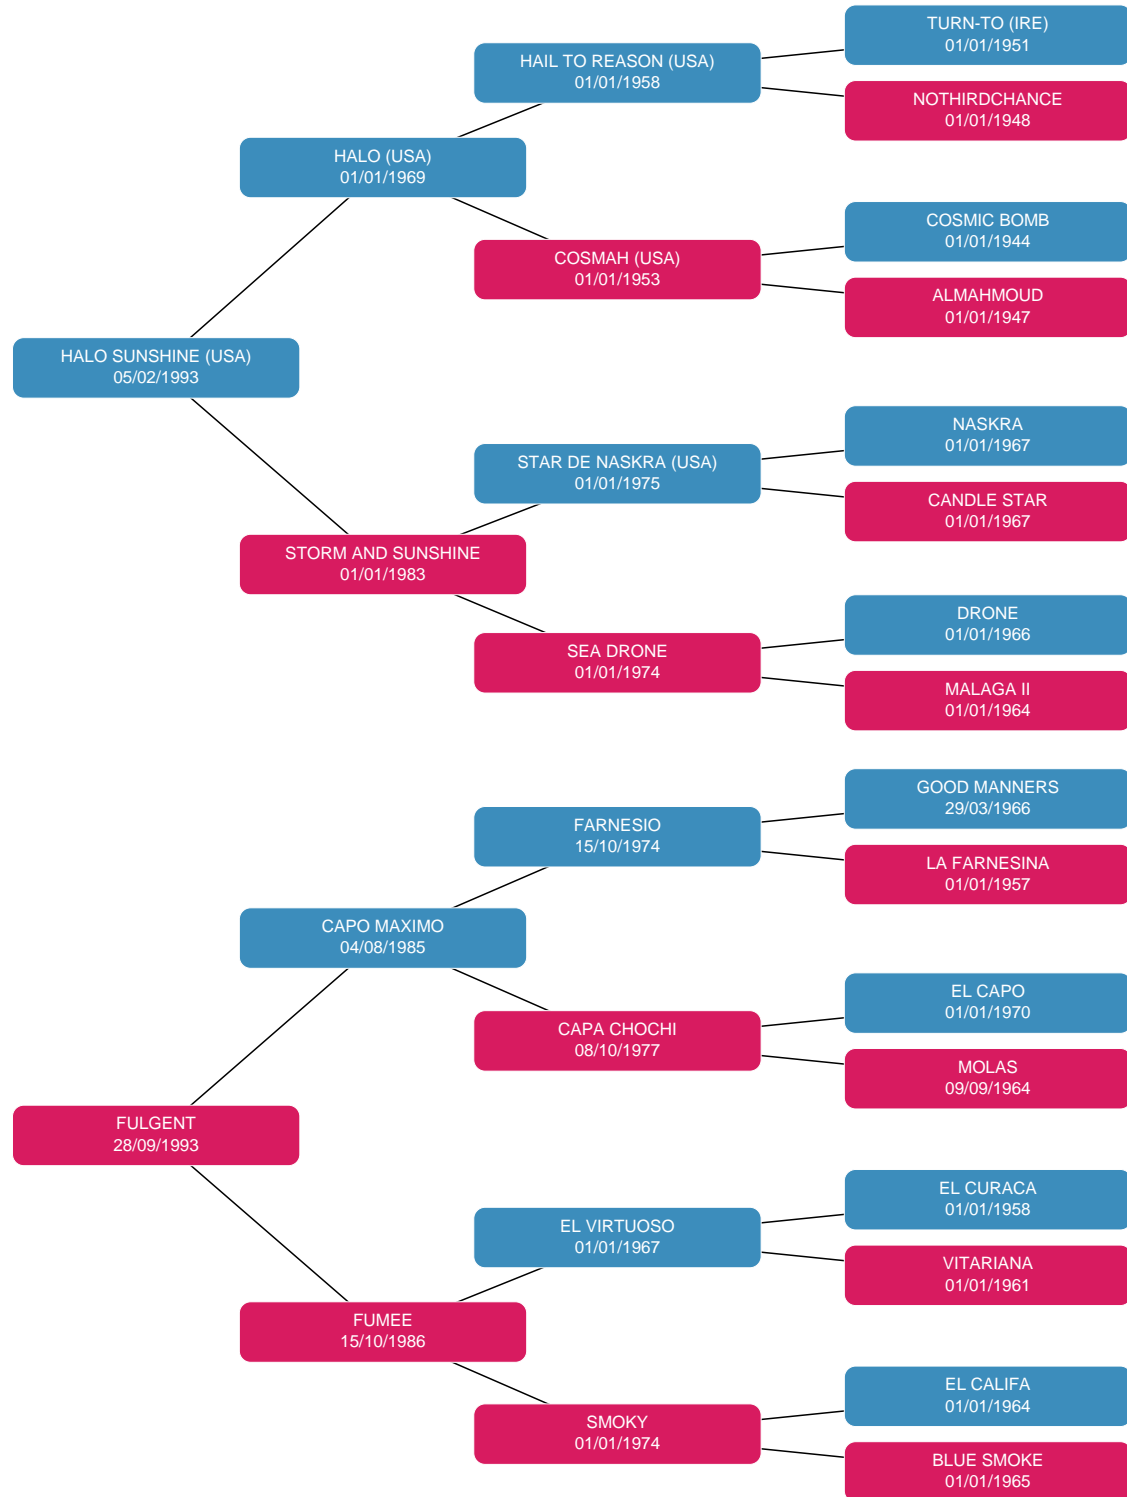 TURN-TO (IRE)
01/01/1951
HAIL TO REASON (USA)
01/01/1958
NOTHIRDCHANCE
01/01/1948
HALO (USA)
01/01/1969
COSMIC BOMB
01/01/1944
COSMAH (USA)
01/01/1953
ALMAHMOUD
01/01/1947
HALO SUNSHINE (USA)
05/02/1993
NASKRA
01/01/1967
STAR DE NASKRA (USA)
01/01/1975
CANDLE STAR
01/01/1967
STORM AND SUNSHINE
01/01/1983
DRONE
01/01/1966
SEA DRONE
01/01/1974
MALAGA II
01/01/1964
GOOD MANNERS
29/03/1966
FARNESIO
15/10/1974
LA FARNESINA
01/01/1957
CAPO MAXIMO
04/08/1985
EL CAPO
01/01/1970
CAPA CHOCHI
08/10/1977
MOLAS
09/09/1964
FULGENT
28/09/1993
EL CURACA
01/01/1958
EL VIRTUOSO
01/01/1967
VITARIANA
01/01/1961
FUMEE
15/10/1986
EL CALIFA
01/01/1964
SMOKY
01/01/1974
BLUE SMOKE
01/01/1965